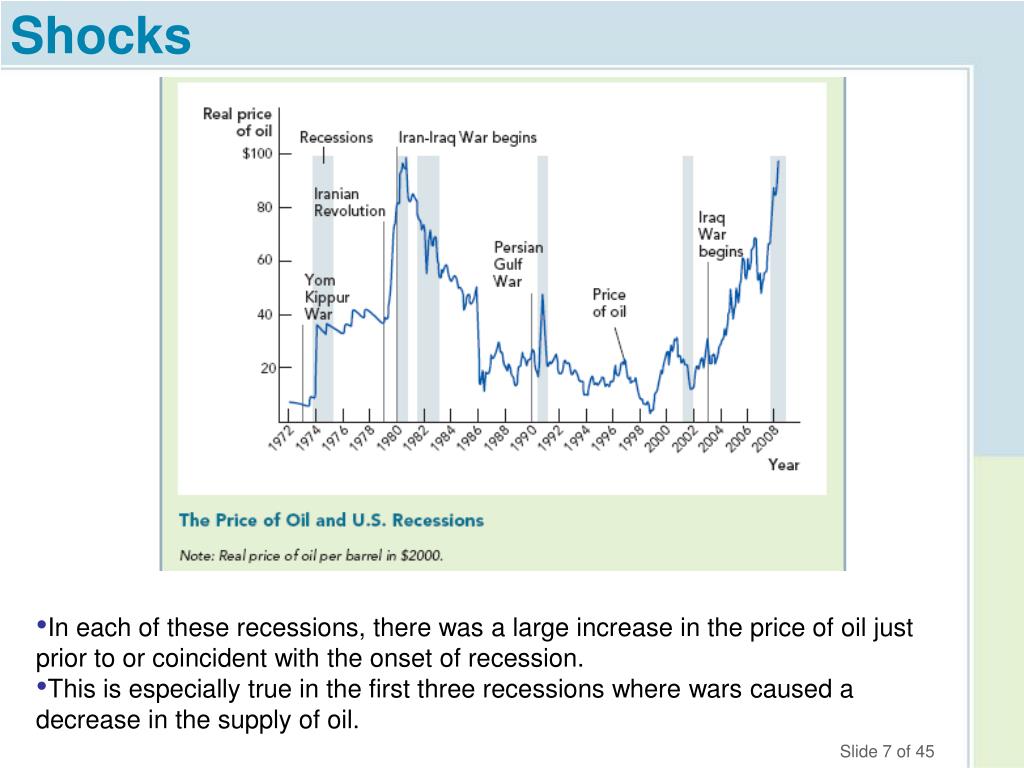 Shocks
Real price
of oil
Recessions
Iran-Iraq War begins
$100
Iranian
Revolution
80
Iraq
War
begins
Persian
Gulf
War
60
Yom
Kippur
War
Price
of oil
40
20
1972
1974
1976
1978
1980
1982
1984
1986
1988
1990
1992
1994
1996
1998
2000
2002
2004
2006
2008
Year
The Price of Oil and U.S. Recessions
Note: Real price of oil per barrel in $2000.
•In each of these recessions, there was a large increase in the price of oil just
prior to or coincident with the onset of recession.
•This is especially true in the first three recessions where wars caused a
decrease in the supply of oil.
Slide 7 of 45